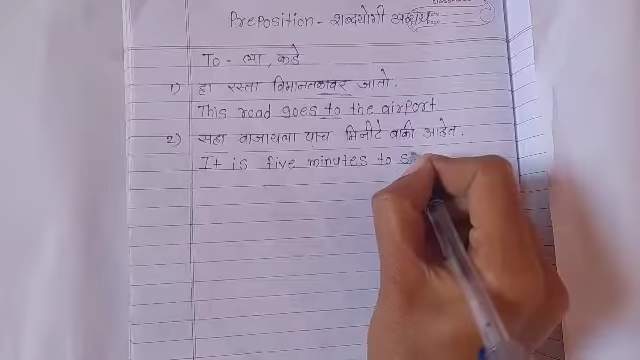 Preposition - शब्दयोगी अव्यय
To - ला, कडे
1) हा रस्ता विमानतळावर जातो.
This road goes to the airport
2) सहा वाजायला पाच मिनीटे बाकी आहेत.
It is five minutes to s